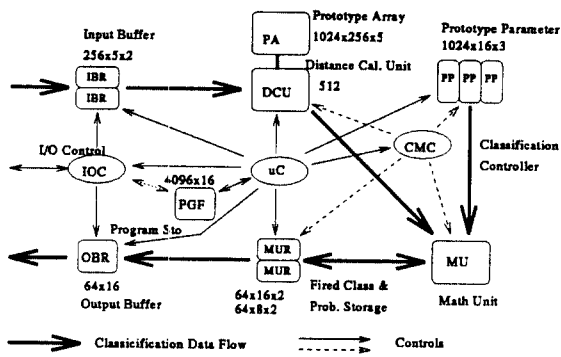 Prototype Array
1024x256x5
PA
Input Buffer
256x5x2
IBR
IBR
Distance Cal. Unit
512
DCU
Prototype Parameter
1024x16x3
PP PP PP
I/O Control
IOC
4096x16
PGF
uC
CMC
Classification
Controller
Program Sto
OBR
MUR
MUR
MU
64x16
Output Buffer
64x16x2
64x8x2
Fired Class &
Prob. Storage
Math Unit
Classicification Data Flow
Controls